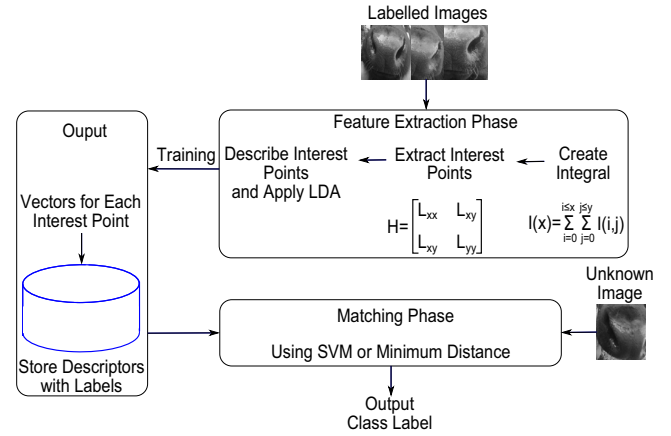 Labelled Images
Feature Extraction Phase
Create
Integral
Extract Interest
Points
Describe Interest
Points
and Apply LDA
I(x)=∑ ∑ I(i,j)
i≤x j≤y
i=0 j=0
H=[Lxx Lxy
Lxy Lyy]
Training
Ouput
Vectors for Each
Interest Point
Store Descriptors
with Labels
Unknown
Image
Matching Phase
Using SVM or Minimum Distance
Output
Class Label